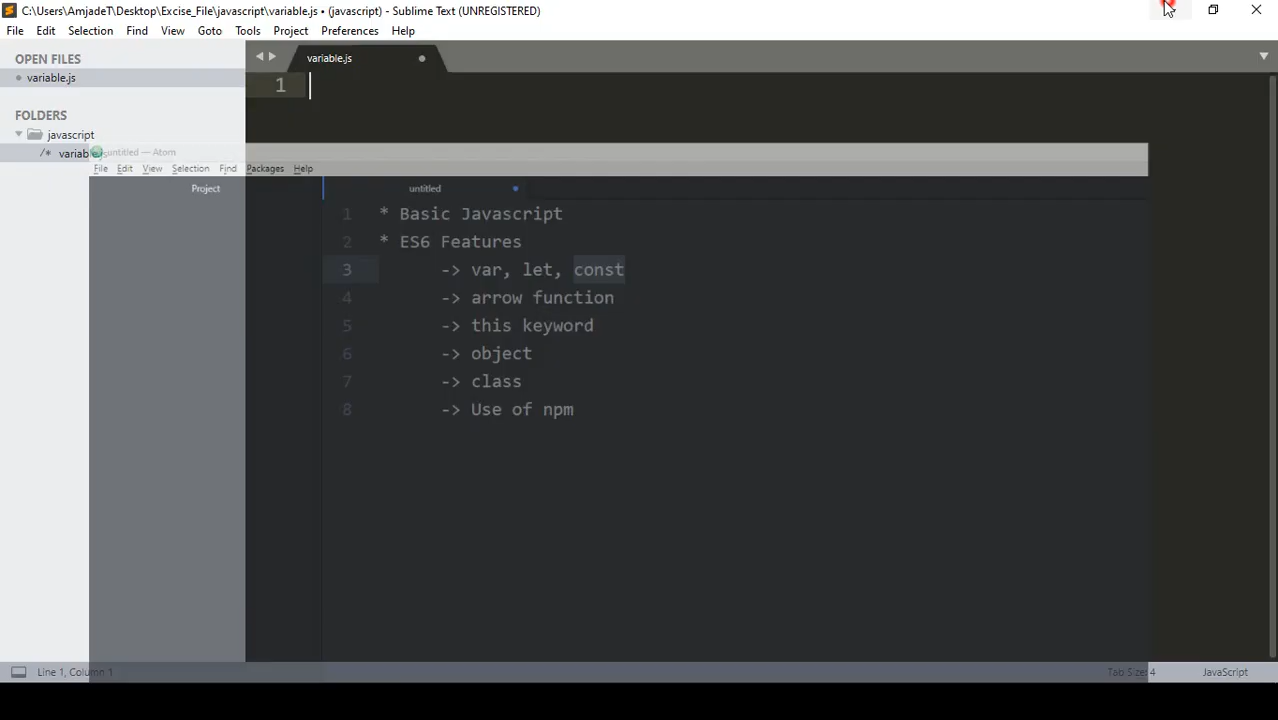 C:\Users\AmjadeT\Desktop\Excise_File\javascript\variable.js • (javascript) - Sublime Text (UNREGISTERED)
File Edit Selection Find View Goto Tools Project Preferences Help
OPEN FILES
variable.js
variable.js
1
FOLDERS
javascript
/* variable.js
untitled — Atom
File Edit View Selection Find Packages Help
Project
untitled
1 * Basic Javascript
2 * ES6 Features
3 -> var, let, const
4 -> arrow function
5 -> this keyword
6 -> object
7 -> class
8 -> Use of npm
Line 1, Column 1
Tab Size: 4
JavaScript